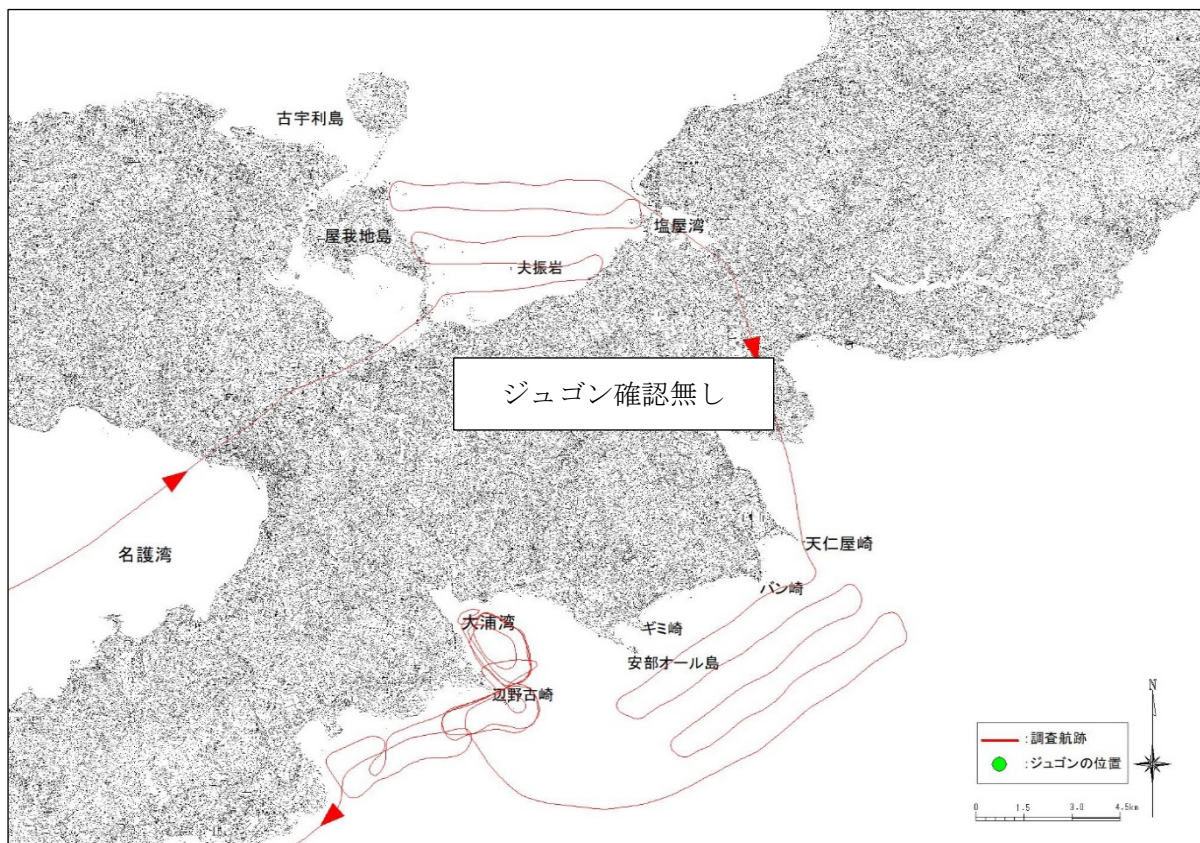 古宇利島
屋我地島
塩屋湾
夫振岩
ジュゴン確認無し
名護湾
天仁屋崎
バン崎
大浦湾
ギミ崎
安部オール島
辺野古崎
N
:調査航跡
:ジュゴンの位置
0 1.5 3.0 4.5km